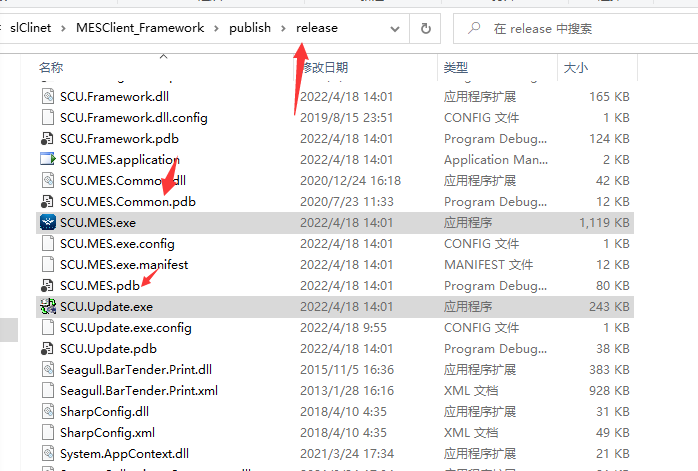 slClinet > MESClient_Framework > publish > release
在 release 中搜索
名称 修改日期 类型 大小
SCU.Framework.dll 2022/4/18 14:01 应用程序扩展 165 KB
SCU.Framework.dll.config 2019/8/15 23:51 CONFIG 文件 1 KB
SCU.Framework.pdb 2022/4/18 14:01 Program Debug... 124 KB
SCU.MES.application 2022/4/18 14:01 Application Man... 2 KB
SCU.MES.Common.dll 2020/12/24 16:18 应用程序扩展 42 KB
SCU.MES.Common.pdb 2020/7/23 11:33 Program Debug... 12 KB
SCU.MES.exe 2022/4/18 14:01 应用程序 1,119 KB
SCU.MES.exe.config 2022/4/18 14:01 CONFIG 文件 1 KB
SCU.MES.exe.manifest 2022/4/18 14:01 MANIFEST 文件 12 KB
SCU.MES.pdb 2022/4/18 14:01 Program Debug... 80 KB
SCU.Update.exe 2022/4/18 14:01 应用程序 243 KB
SCU.Update.exe.config 2022/4/18 9:55 CONFIG 文件 1 KB
SCU.Update.pdb 2022/4/18 14:01 Program Debug... 38 KB
Seagull.BarTender.Print.dll 2015/11/5 16:36 应用程序扩展 383 KB
Seagull.BarTender.Print.xml 2013/1/28 16:16 XML 文档 928 KB
SharpConfig.dll 2018/4/10 4:35 应用程序扩展 31 KB
SharpConfig.xml 2018/4/10 4:35 XML 文档 49 KB
System.AppContext.dll 2021/3/24 17:34 应用程序扩展 21 KB